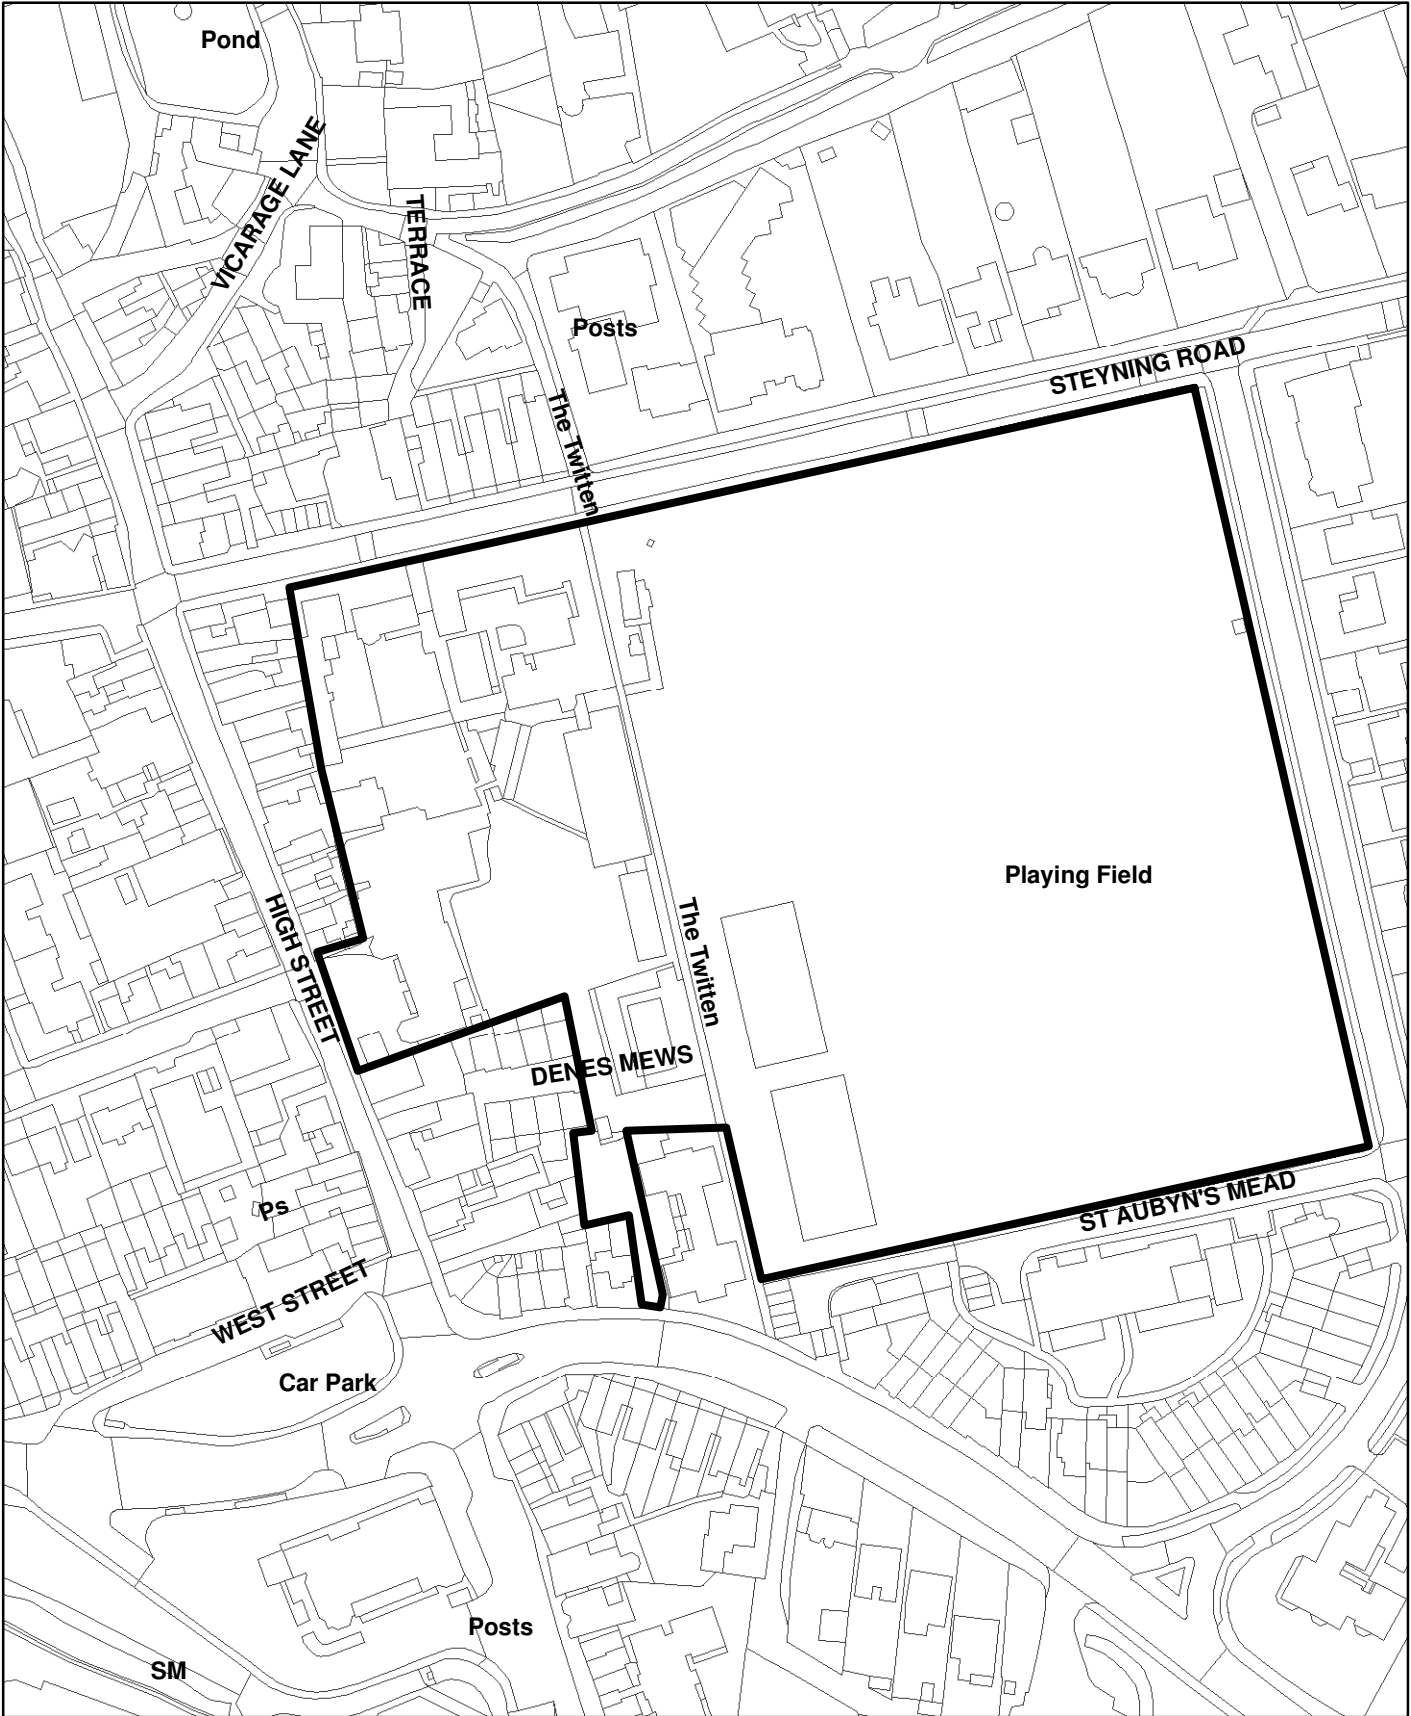 Pond
VICARAGE LANE
TERRACE
Posts
STEYNING ROAD
The Twitten
Playing Field
HIGH STREET
The Twitten
DENES MEWS
Ps
ST AUBYN'S MEAD
WEST STREET
Car Park
Posts
SM